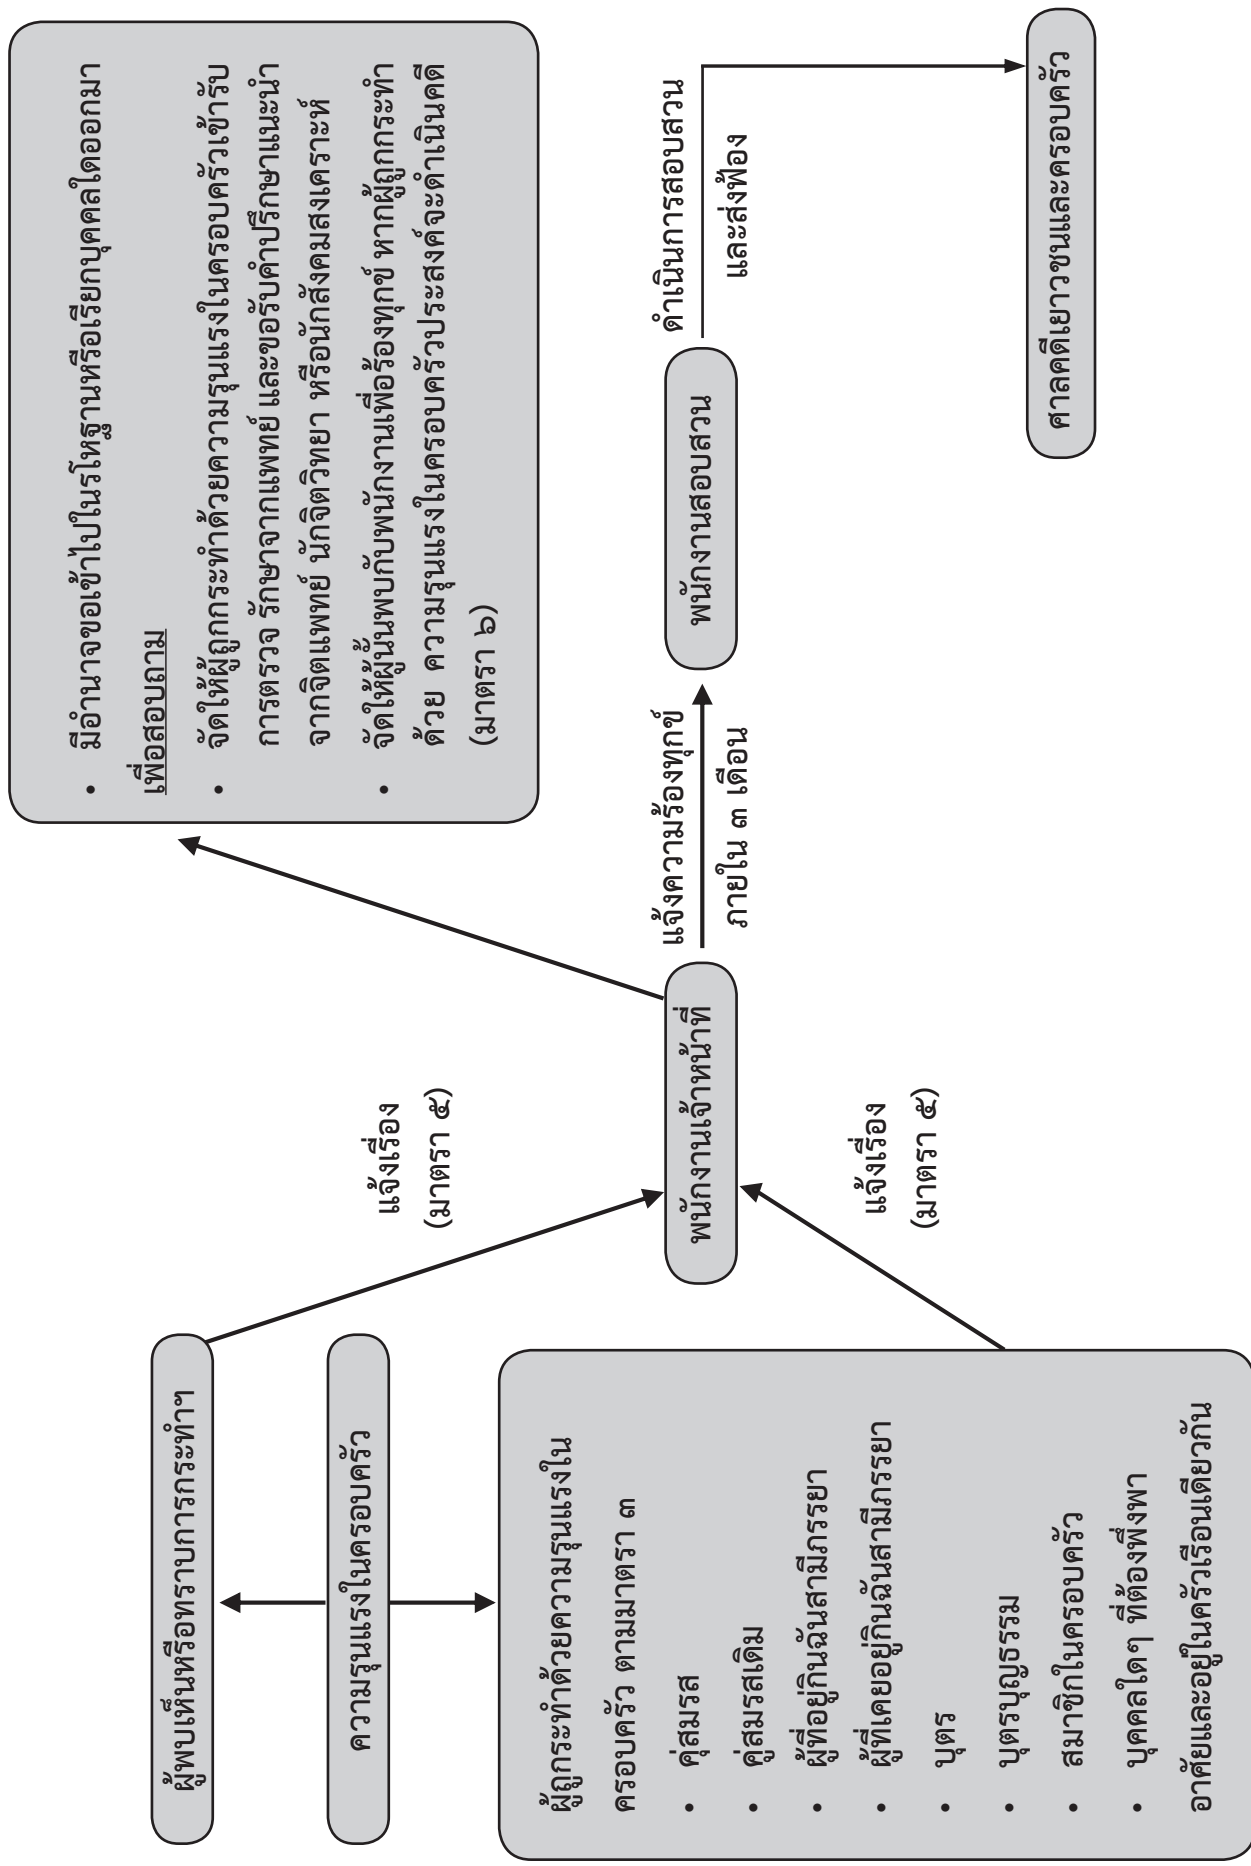 ผู้พบเห็นหรือทราบการกระทำฯ
ความรุนแรงในครอบครัว
ผู้ถูกกระทำด้วยความรุนแรงใน
ครอบครัว ตามมาตรา ๓
• คู่สมรส
• คู่สมรสเดิม
• ผู้ที่อยู่กินฉันสามีภรรยา
• ผู้ที่เคยอยู่กินฉันสามีภรรยา
• บุตร
• บุตรบุญธรรม
• สมาชิกในครอบครัว
• บุคคลใดๆ ที่ต้องพึ่งพา
อาศัยและอยู่ในครัวเรือนเดียวกัน
แจ้งเรื่อง
(มาตรา ๕)
แจ้งเรื่อง
(มาตรา ๕)
พนักงานเจ้าหน้าที่
• มีอำนาจขอเข้าไปในรโหฐานหรือเรียกบุคคลใดออกมา
เพื่อสอบถาม
• จัดให้ผู้ถูกกระทำด้วยความรุนแรงในครอบครัวเข้ารับ
การตรวจ รักษาจากแพทย์ และขอรับคำปรึกษาแนะนำ
จากจิตแพทย์ นักจิตวิทยา หรือนักสังคมสงเคราะห์
• จัดให้ผู้นั้นพบกับพนักงานเพื่อร้องทุกข์ หากผู้ถูกกระทำ
ด้วย ความรุนแรงในครอบครัวประสงค์จะดำเนินคดี
(มาตรา ๖)
แจ้งความร้องทุกข์
ภายใน ๓ เดือน
พนักงานสอบสวน
ดำเนินการสอบสวน
และส่งฟ้อง
ศาลคดีเยาวชนและครอบครัว